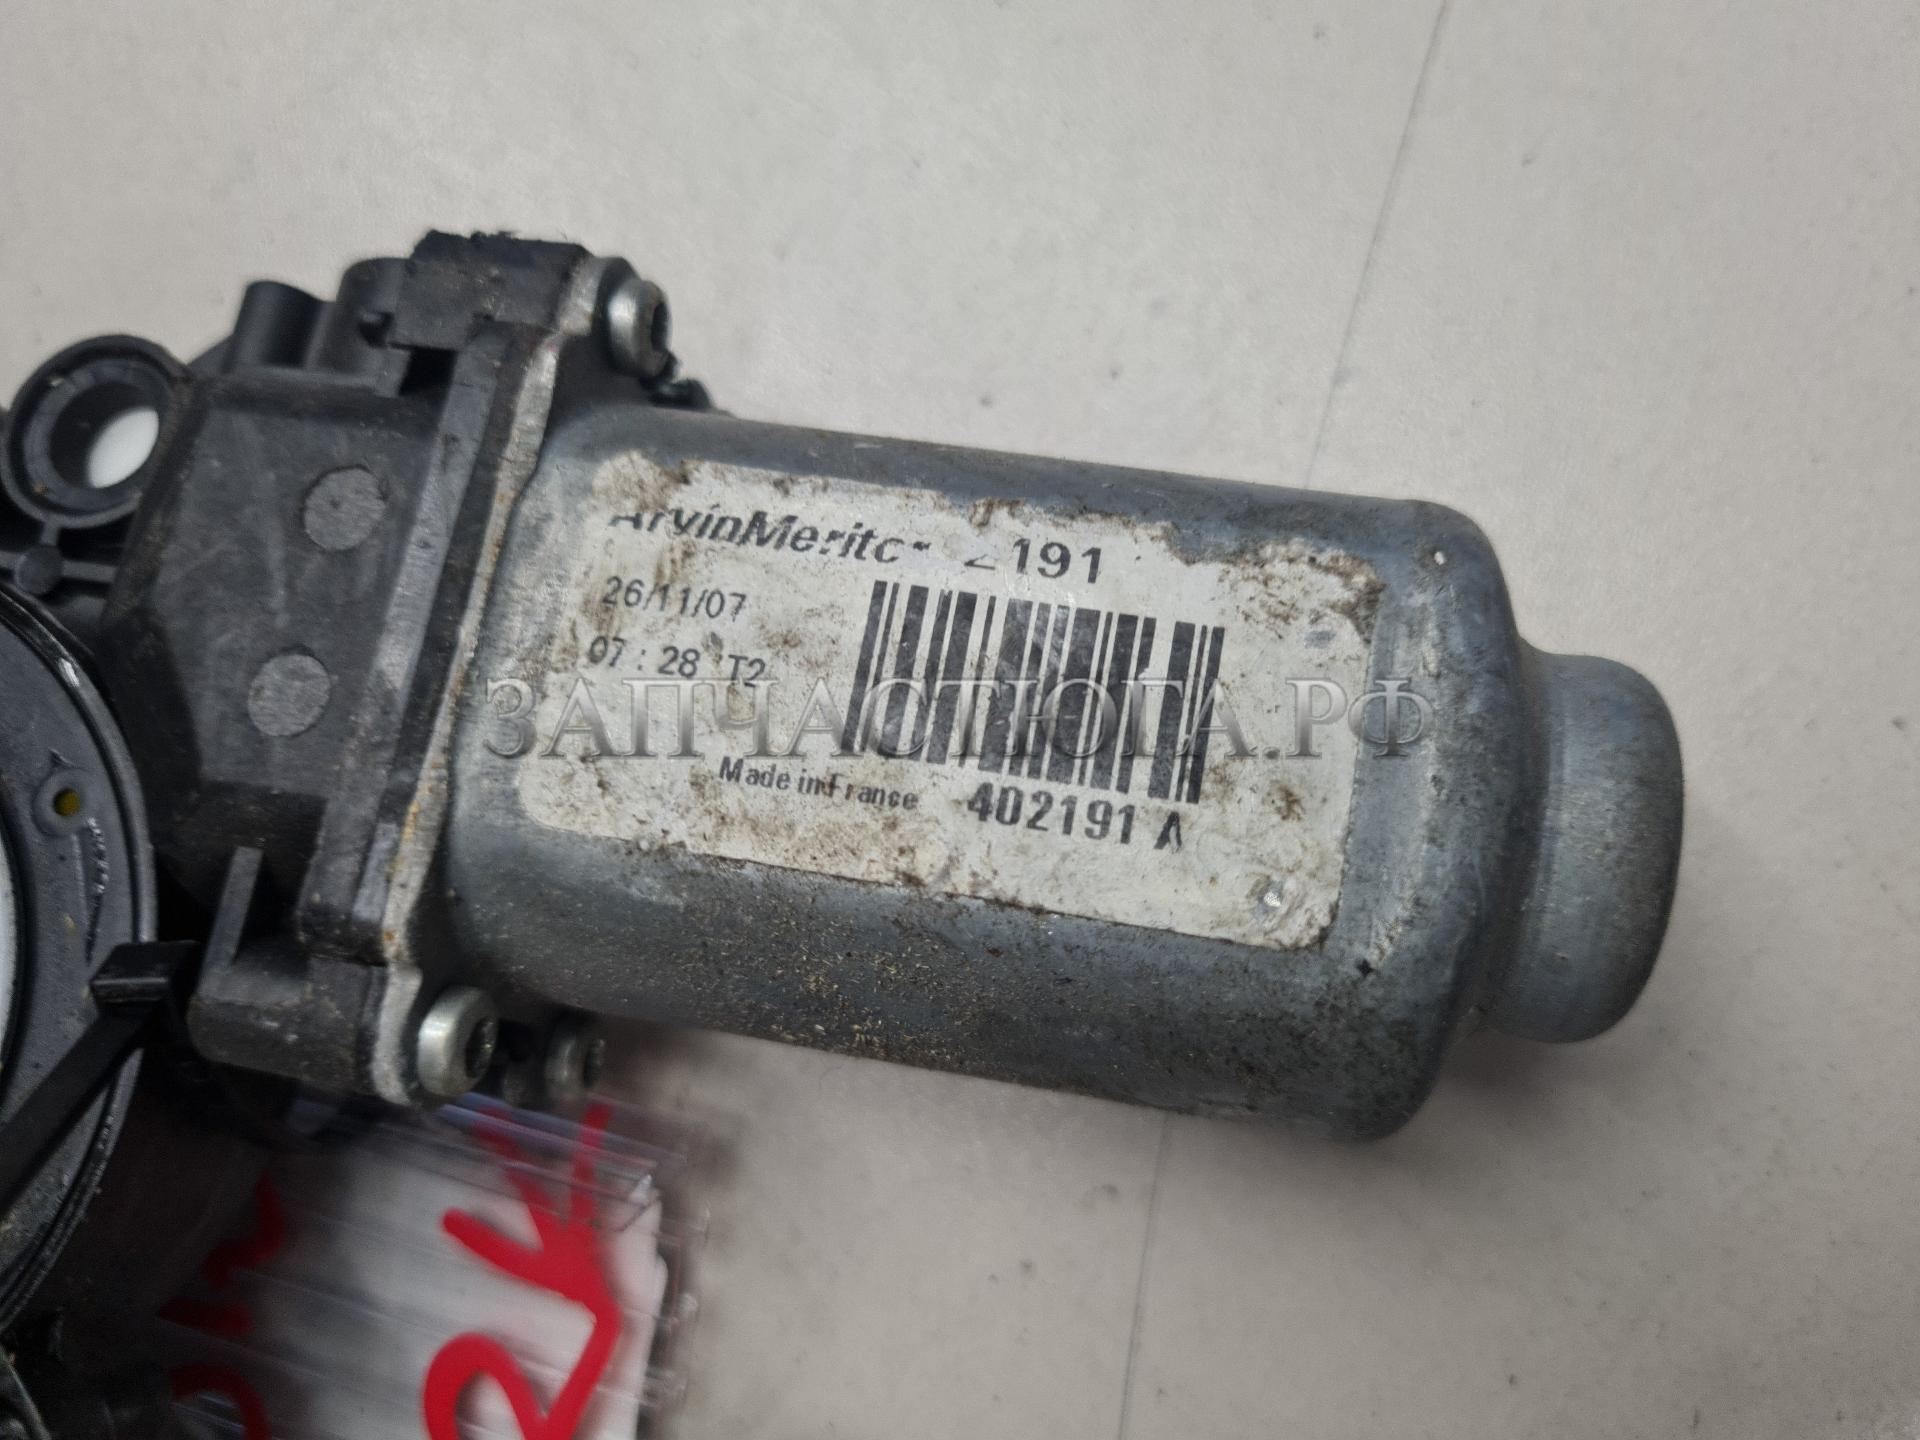 ArvinMeritor 2191
26/11/07
07 : 28 T2
ЗАПЧАСТЮГА.РФ
Made in France 402191 A